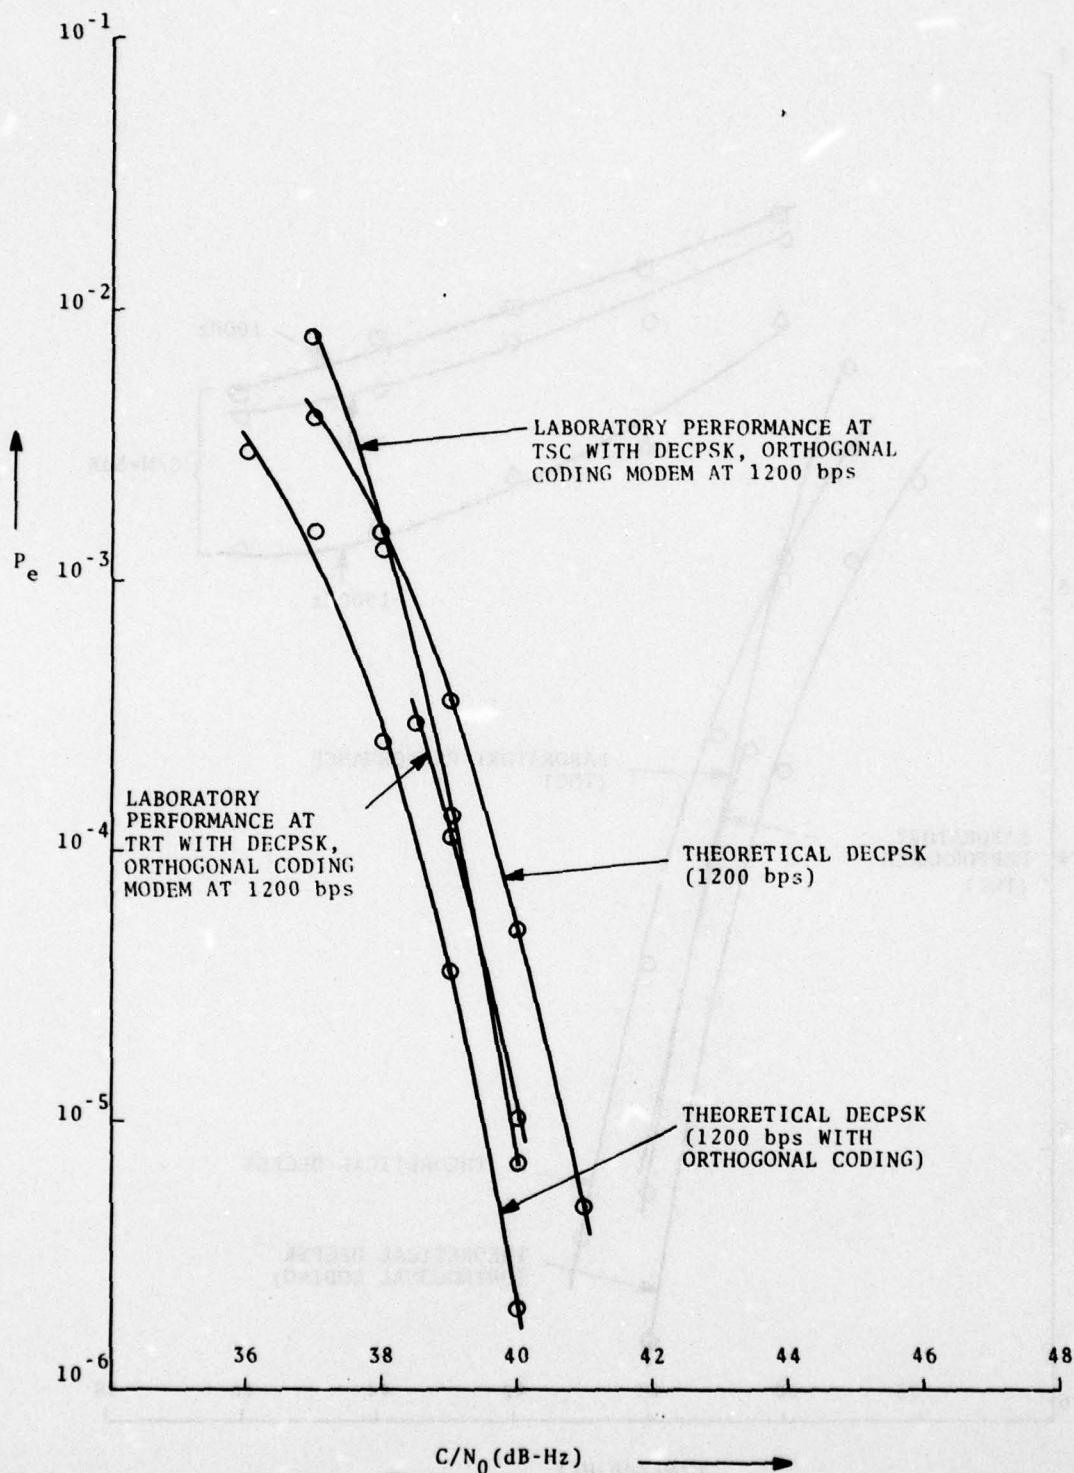 10^-1
10^-2
LABORATORY PERFORMANCE AT
TSC WITH DECPSK, ORTHOGONAL
CODING MODEM AT 1200 bps
P_e
10^-3
LABORATORY
PERFORMANCE AT
TRT WITH DECPSK,
ORTHOGONAL CODING
MODEM AT 1200 bps
10^-4
THEORETICAL DECPSK
(1200 bps)
10^-5
THEORETICAL DECPSK
(1200 bps WITH
ORTHOGONAL CODING)
36 38 40 42 44 46 48
10^-6
C/N_0 (dB-Hz)